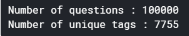 Number of questions : 100000
Number of unique tags : 7755